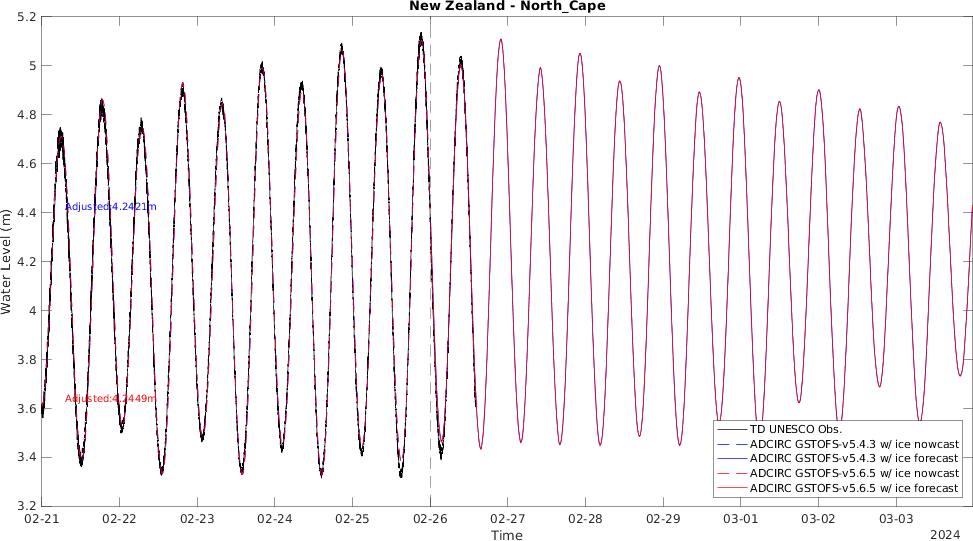 New Zealand - North_Cape
5.2
5
4.8
4.6
4.4
4.2
4
3.8
3.6
3.4
3.2
Water Level (m)
Adjusted:4.2421m
Adjusted:4.2449m
TD UNESCO Obs.
ADCIRC GSTOFS-v5.4.3 w/ ice nowcast
ADCIRC GSTOFS-v5.4.3 w/ ice forecast
ADCIRC GSTOFS-v5.6.5 w/ ice nowcast
ADCIRC GSTOFS-v5.6.5 w/ ice forecast
02-21 02-22 02-23 02-24 02-25 02-26 02-27 02-28 02-29 03-01 03-02 03-03
Time
2024